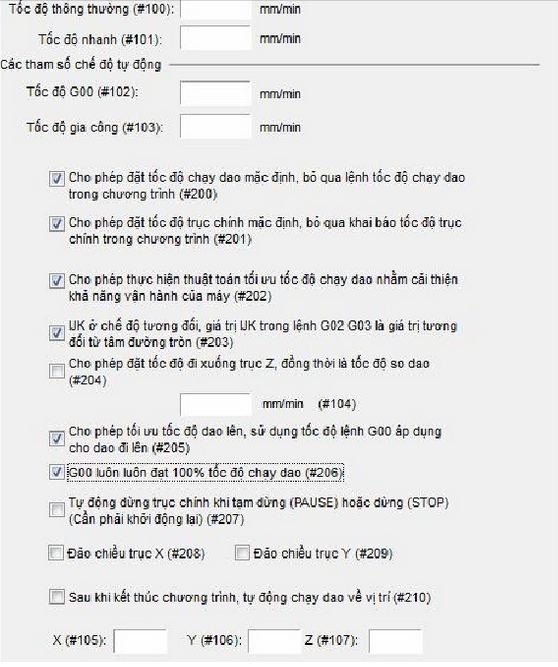 Tốc độ thông thường (#100): mm/min
Tốc độ nhanh (#101): mm/min
Các tham số chế độ tự động
Tốc độ G00 (#102): mm/min
Tốc độ gia công (#103): mm/min
Cho phép đặt tốc độ chạy dao mặc định, bỏ qua lệnh tốc độ chạy dao
trong chương trình (#200)
Cho phép đặt tốc độ trục chính mặc định, bỏ qua khai báo tốc độ trục
chính trong chương trình (#201)
Cho phép thực hiện thuật toán tối ưu tốc độ chạy dao nhằm cải thiện
khả năng vận hành của máy (#202)
IJK ở chế độ tương đối, giá trị IJK trong lệnh G02 G03 là giá trị tương
đối từ tâm đường tròn (#203)
Cho phép đặt tốc độ đi xuống trục Z, đồng thời là tốc độ so dao
(#204)
mm/min (#104)
Cho phép tối ưu tốc độ dao lên, sử dụng tốc độ lệnh G00 áp dụng
cho dao đi lên (#205)
G00 luôn luôn đạt 100% tốc độ chạy dao (#206)
Tự động dừng trục chính khi tạm dừng (PAUSE) hoặc dừng (STOP)
(Cần phải khởi động lại) (#207)
Đảo chiều trục X (#208) Đảo chiều trục Y (#209)
Sau khi kết thúc chương trình, tự động chạy dao về vị trí (#210)
X (#105): Y (#106): Z (#107):